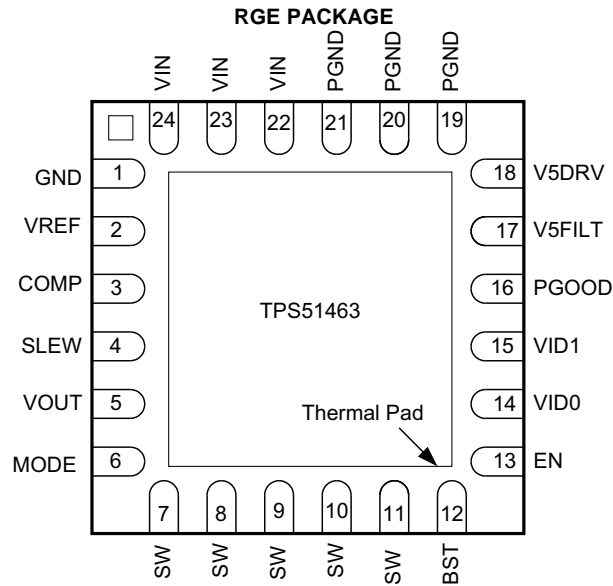 RGE PACKAGE
VIN VIN VIN PGND PGND PGND
24 23 22 21 20 19
GND 1 18 V5DRV
VREF 2 17 V5FILT
COMP 3 16 PGOOD
TPS51463
SLEW 4 15 VID1
VOUT 5 14 VID0
Thermal Pad
MODE 6 13 EN
7 8 9 10 11 12
SW SW SW SW SW BST